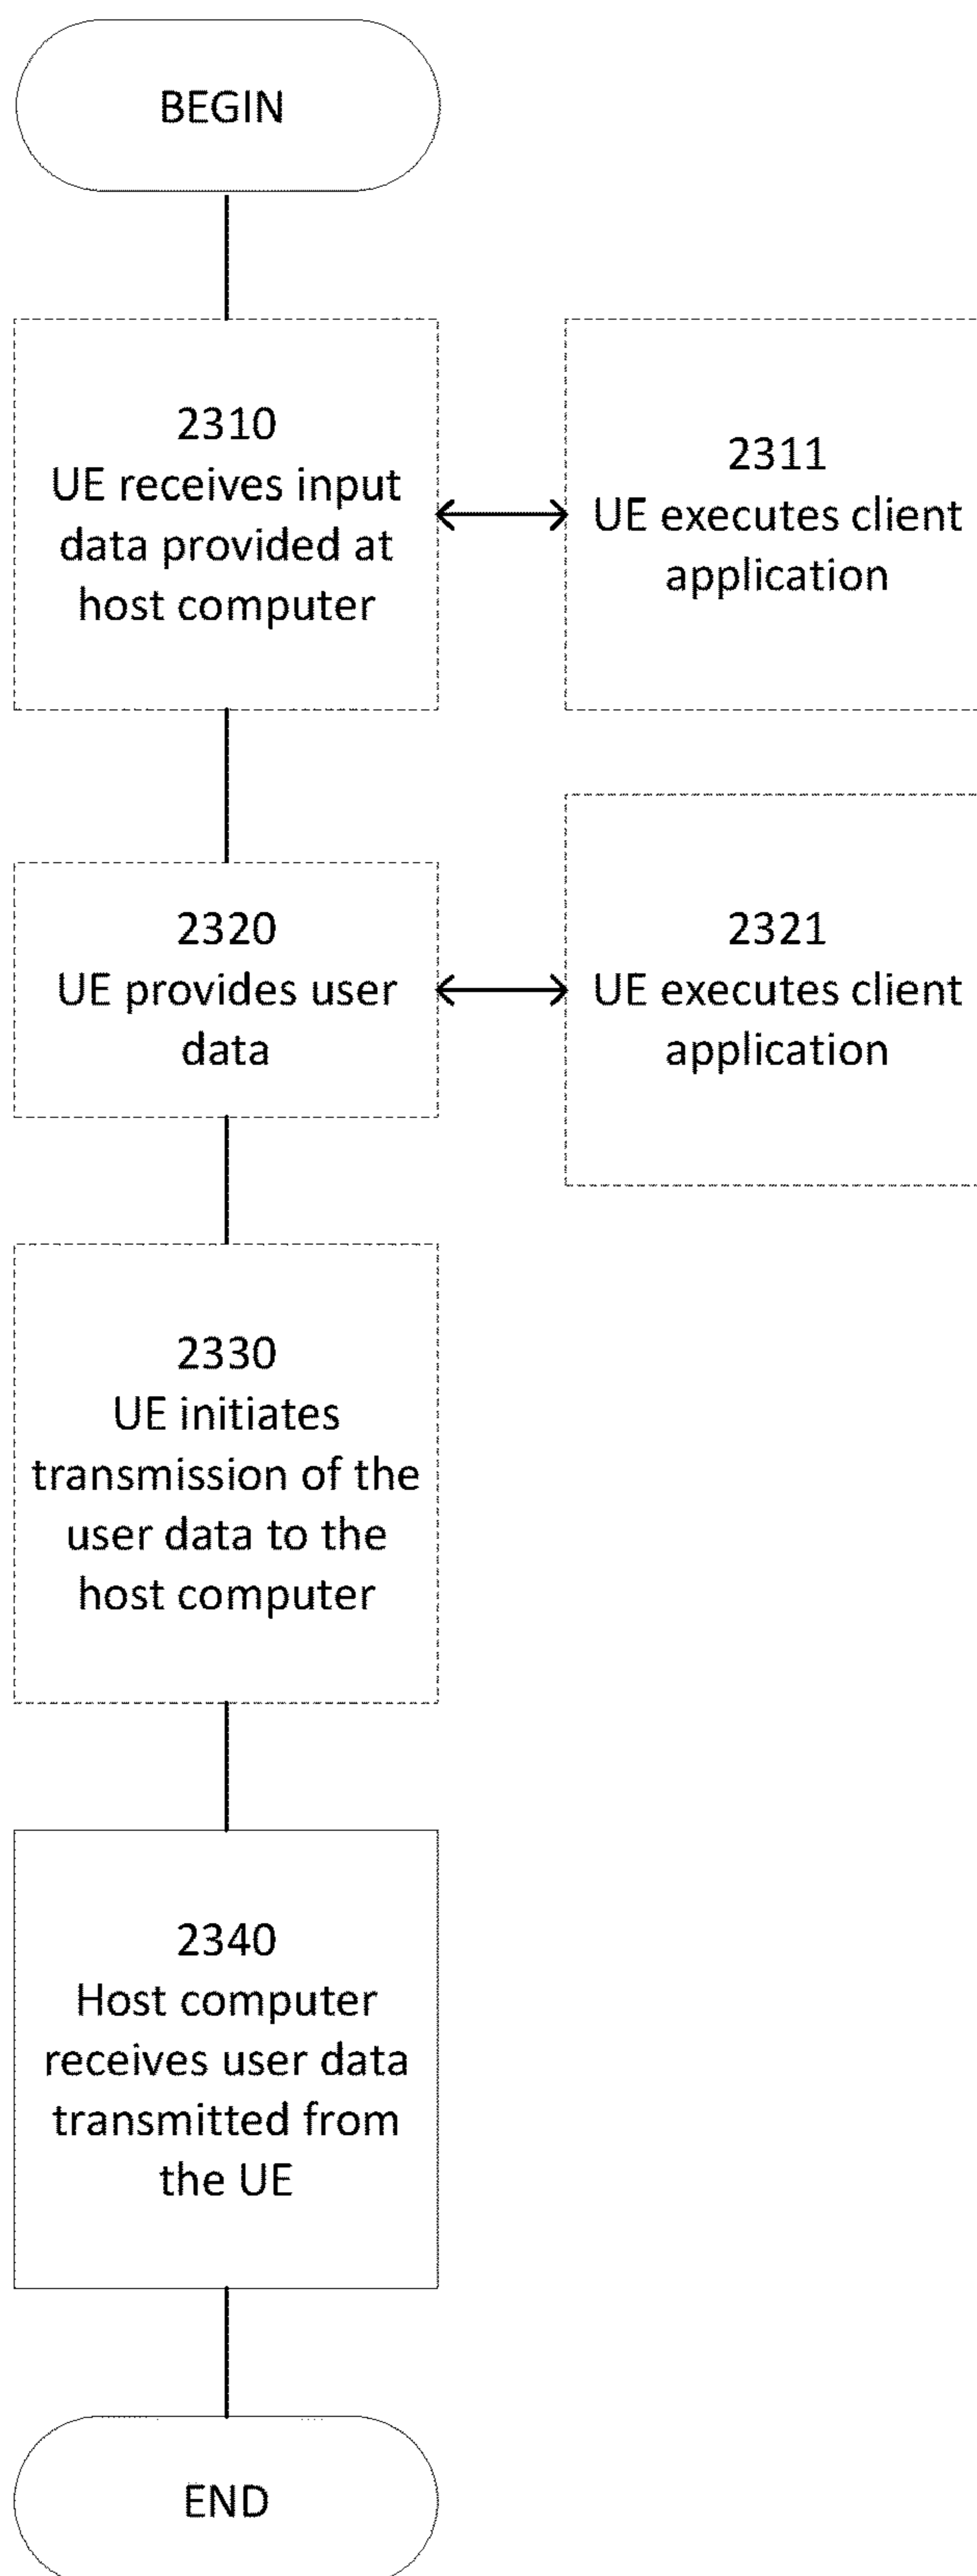 BEGIN
2310
UE receives input
data provided at
host computer
2311
UE executes client
application
2320
UE provides user
data
2321
UE executes client
application
2330
UE initiates
transmission of the
user data to the
host computer
2340
Host computer
receives user data
transmitted from
the UE
END